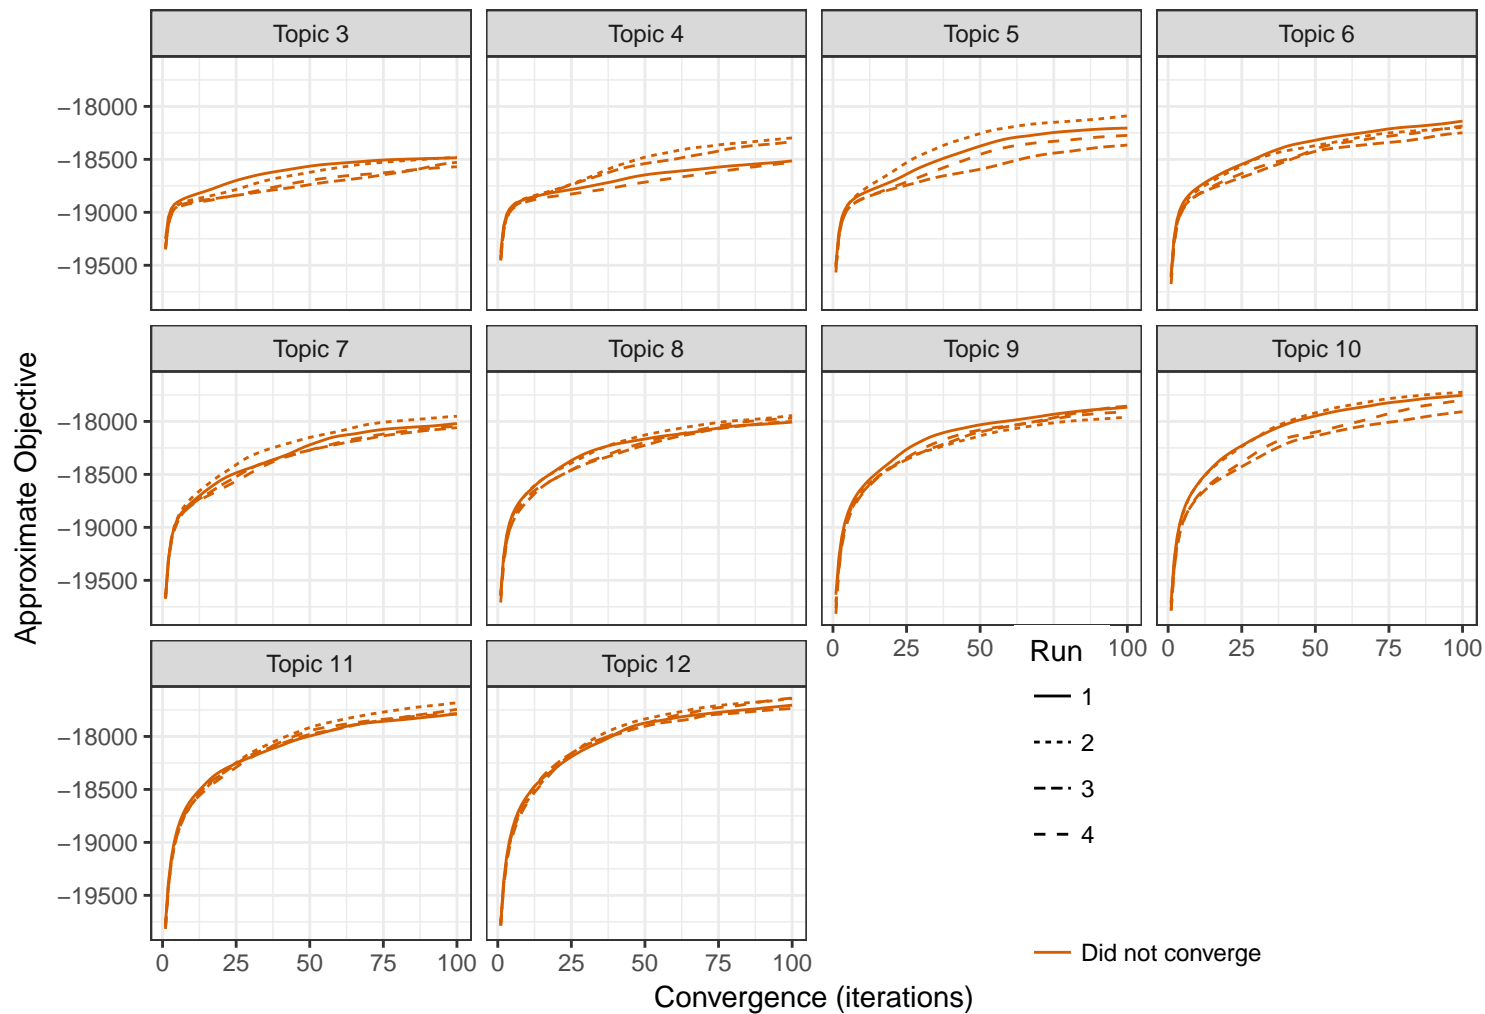 Topic 3 Topic 4 Topic 5 Topic 6
−18000
−18500
−19000
−19500
Topic 7 Topic 8 Topic 9 Topic 10
−18000
−18500
−19000
−19500
0 25 50 100 0 25 50 75 100
Topic 11 Topic 12
−18000
−18500
−19000
−19500
0 25 50 75 100 0 25 50 75 100
Approximate Objective
Convergence (iterations)
Run
1
2
3
4
Did not converge